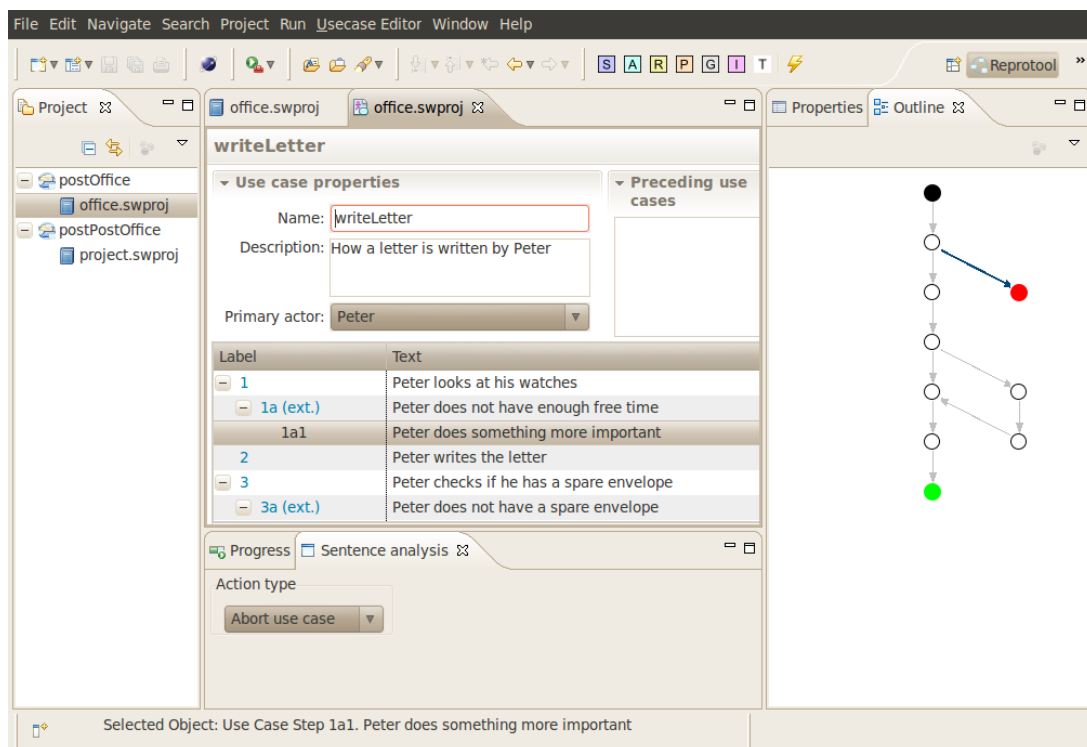 File Edit Navigate Search Project Run Usecase Editor Window Help
S A R P G I T
Reprotool »
Project
office.swproj
office.swproj
Properties
Outline
postOffice
office.swproj
postPostOffice
project.swproj
writeLetter
Use case properties
Name: writeLetter
Description: How a letter is written by Peter
Primary actor: Peter
Preceding use
cases
Label Text
1 Peter looks at his watches
1a (ext.) Peter does not have enough free time
1a1 Peter does something more important
2 Peter writes the letter
3 Peter checks if he has a spare envelope
3a (ext.) Peter does not have a spare envelope
Progress
Sentence analysis
Action type
Abort use case
Selected Object: Use Case Step 1a1. Peter does something more important